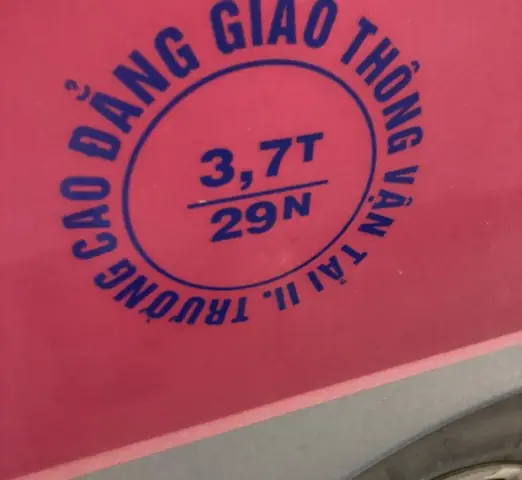 TRƯỜNG CAO ĐẲNG GIAO THÔNG VẬN TẢI II.
3,7T
29N